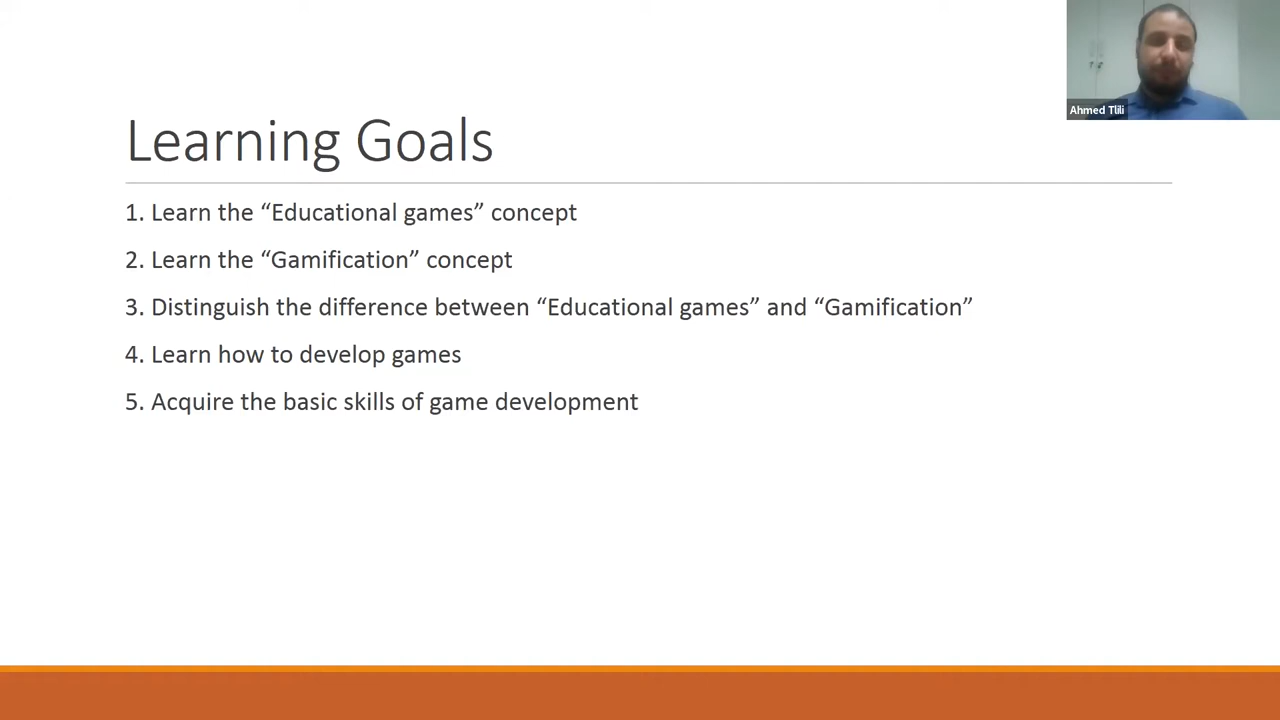 Ahmed Tlili
Learning Goals
1. Learn the “Educational games” concept
2. Learn the “Gamification” concept
3. Distinguish the difference between “Educational games” and “Gamification”
4. Learn how to develop games
5. Acquire the basic skills of game development